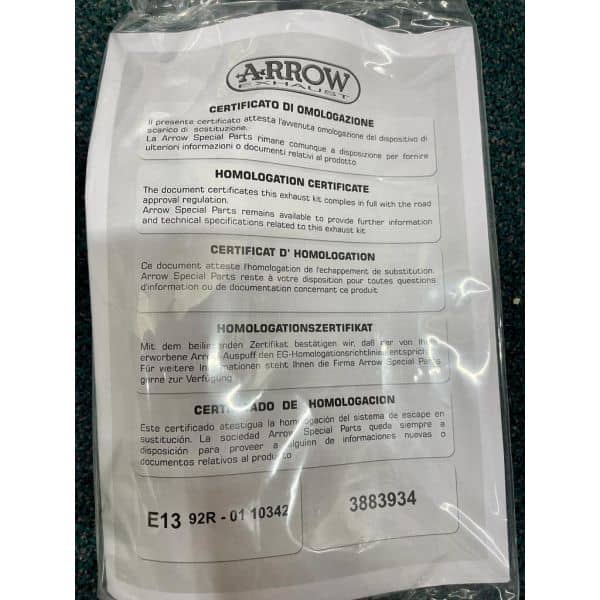 ARROW
EXHAUST
CERTIFICATO DI OMOLOGAZIONE
Il presente certificato attesta l'avvenuta omologazione del dispositivo di
scarico di sostituzione.
La Arrow Special Parts rimane comunque a disposizione per fornire
ulteriori informazioni o documenti relativi al prodotto
HOMOLOGATION CERTIFICATE
The document certificates this exhaust kit complies in full with the road
approval regulation.
Arrow Special Parts remains available to provide further information
and technical specifications related to this exhaust kit
CERTIFICAT D' HOMOLOGATION
Ce document atteste l'homologation de l'echappement de substitution.
Arrow Special Parts reste à votre disposition pour toutes questions
d'information ou de documentation concernant ce produit
HOMOLOGATIONSZERTIFIKAT
Mit dem beiliegenden Zertifikat bestätigen wir, daß der von
erworbene Arrow Auspuff den EG-Homologationsrichtlinien
Für weitere Informationen steht Ihnen die Firma Arrow Special Parts
gerne zur Verfügung
CERTIFICADO DE HOMOLOGACION
Este certificado atestigua la homologación del sistema de escape en
sustitución. La sociedad Arrow Special Parts queda siempre a
disposición para proveer a alguien de informaciones nuevas o
documentos relativos al producto
E13 92R - 01 10342
3883934